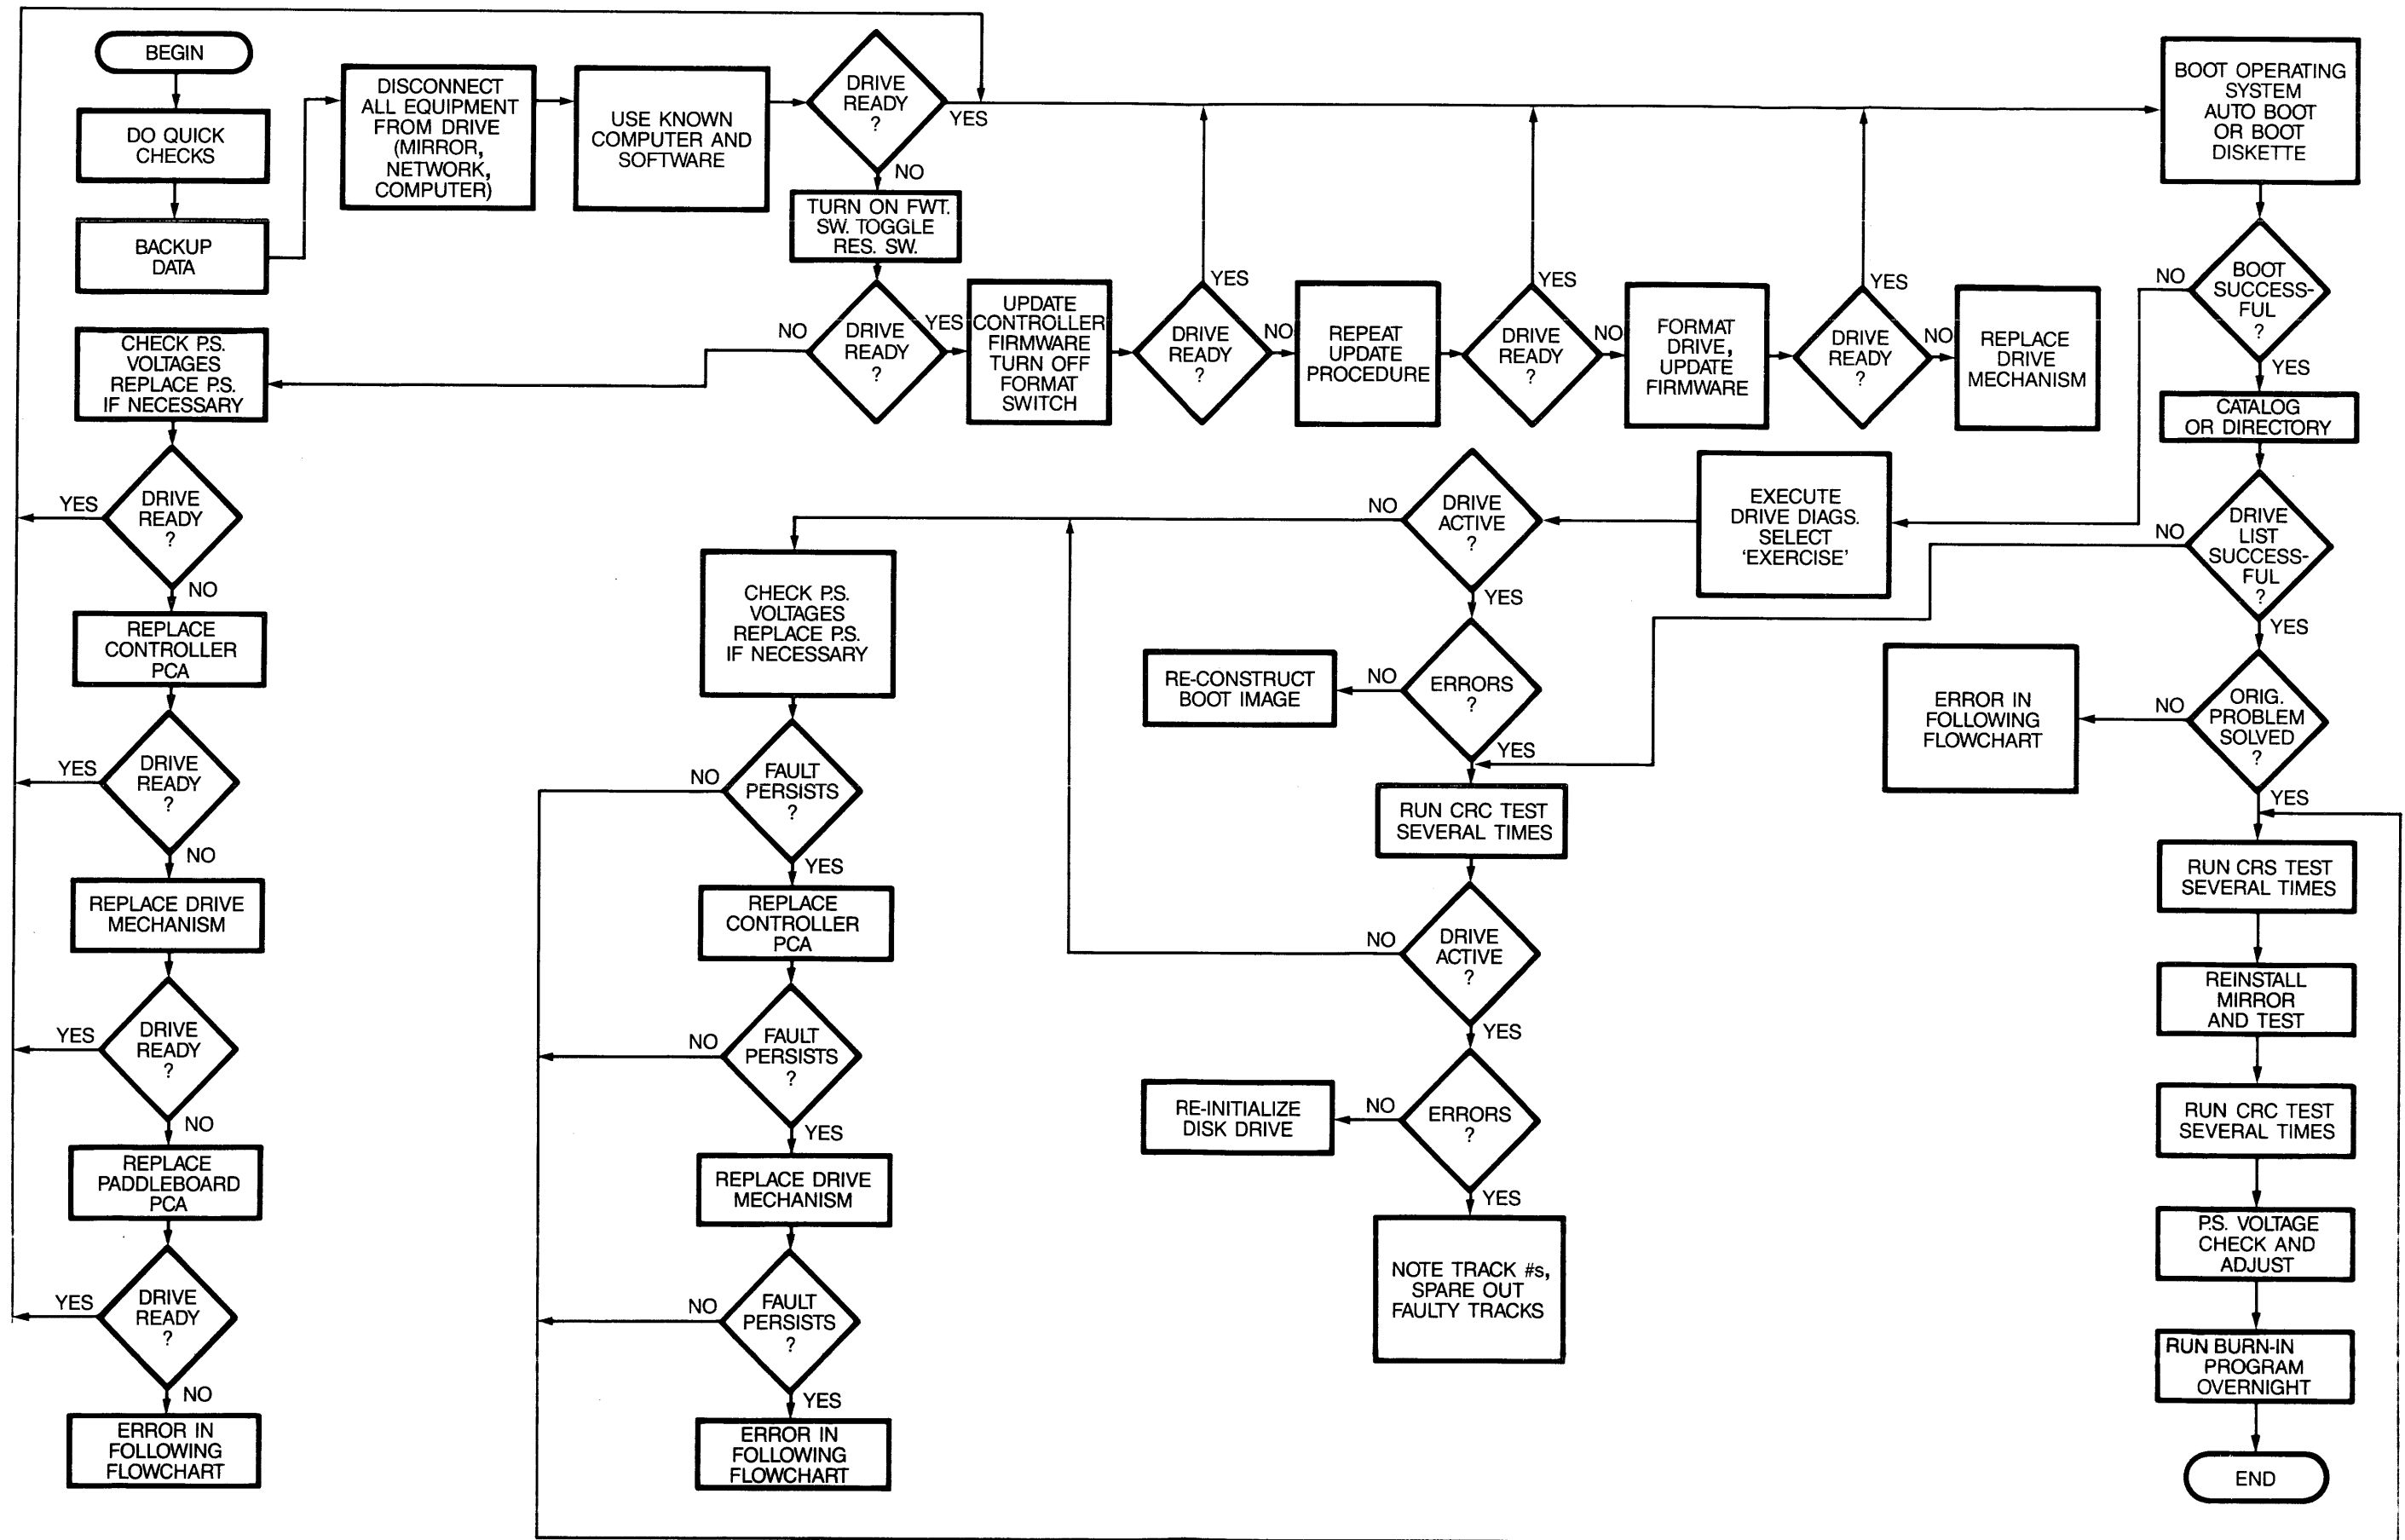 BEGIN
DO QUICK
CHECKS
BACKUP
DATA
DISCONNECT
ALL EQUIPMENT
FROM DRIVE
(MIRROR,
NETWORK,
COMPUTER)
USE KNOWN
COMPUTER AND
SOFTWARE
DRIVE
READY
?
YES
NO
TURN ON FWT.
SW. TOGGLE
RES. SW.
DRIVE
READY
?
NO
YES
UPDATE
CONTROLLER
FIRMWARE
TURN OFF
FORMAT
SWITCH
DRIVE
READY
?
YES
NO
REPEAT
UPDATE
PROCEDURE
DRIVE
READY
?
YES
NO
FORMAT
DRIVE,
UPDATE
FIRMWARE
DRIVE
READY
?
YES
NO
REPLACE
DRIVE
MECHANISM
CHECK P.S.
VOLTAGES
REPLACE P.S.
IF NECESSARY
DRIVE
READY
?
YES
NO
REPLACE
CONTROLLER
PCA
DRIVE
READY
?
YES
NO
REPLACE DRIVE
MECHANISM
DRIVE
READY
?
YES
NO
REPLACE
PADDLEBOARD
PCA
DRIVE
READY
?
YES
NO
ERROR IN
FOLLOWING
FLOWCHART
BOOT OPERATING
SYSTEM
AUTO BOOT
OR BOOT
DISKETTE
BOOT
SUCCESS-
FUL
?
NO
YES
CATALOG
OR DIRECTORY
DRIVE
LIST
SUCCESS-
FUL
?
NO
YES
ORIG.
PROBLEM
SOLVED
?
NO
YES
ERROR IN
FOLLOWING
FLOWCHART
EXECUTE
DRIVE DIAGS.
SELECT
'EXERCISE'
DRIVE
ACTIVE
?
NO
YES
ERRORS
?
NO
YES
RE-CONSTRUCT
BOOT IMAGE
RUN CRC TEST
SEVERAL TIMES
DRIVE
ACTIVE
?
NO
YES
ERRORS
?
NO
YES
RE-INITIALIZE
DISK DRIVE
NOTE TRACK #s,
SPARE OUT
FAULTY TRACKS
CHECK P.S.
VOLTAGES
REPLACE P.S.
IF NECESSARY
FAULT
PERSISTS
?
NO
YES
REPLACE
CONTROLLER
PCA
FAULT
PERSISTS
?
NO
YES
REPLACE DRIVE
MECHANISM
FAULT
PERSISTS
?
NO
YES
ERROR IN
FOLLOWING
FLOWCHART
RUN CRS TEST
SEVERAL TIMES
REINSTALL
MIRROR
AND TEST
RUN CRC TEST
SEVERAL TIMES
P.S. VOLTAGE
CHECK AND
ADJUST
RUN BURN-IN
PROGRAM
OVERNIGHT
END